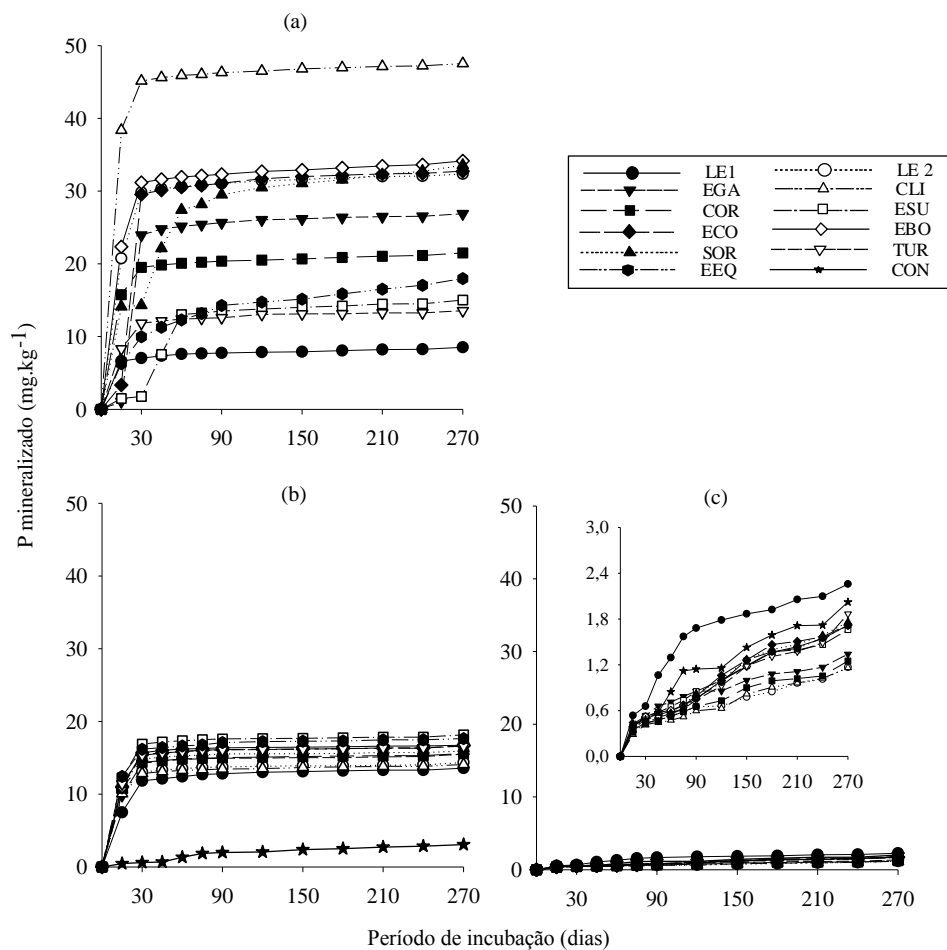 (a)
50
40
30
20
10
0
30 90 150 210 270
P mineralizado (mg.kg⁻¹)
LE1 LE 2
EGA CLI
COR ESU
ECO EBO
SOR TUR
EEQ CON
(b)
50
40
30
20
10
0
30 90 150 210 270
(c)
50
40
30
20
10
0
30 90 150 210 270
3,0
2,4
1,8
1,2
0,6
0,0
30 90 150 210 270
Período de incubação (dias)